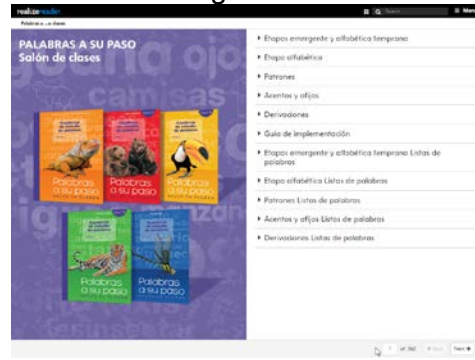 realizereader
Search
Menu
PALABRAS A SU PASO
Salón de clases
Palabras
a su paso
Palabras
a su paso
Palabras
a su paso
Palabras
a su paso
Palabras
a su paso
Etapas emergente y alfabética temprana
Etapa alfabética
Patrones
Acentos y afijos
Derivaciones
Guía de implementación
Etapas emergente y alfabética temprana Listas de
palabras
Etapa alfabética Listas de palabras
Patrones Listas de palabras
Acentos y afijos Listas de palabras
Derivaciones Listas de palabras